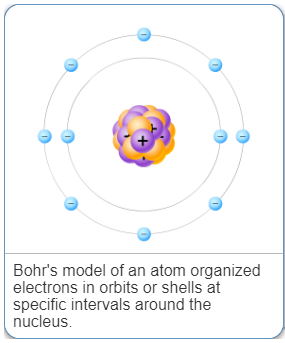 Bohr's model of an atom organized
electrons in orbits or shells at
specific intervals around the
nucleus.